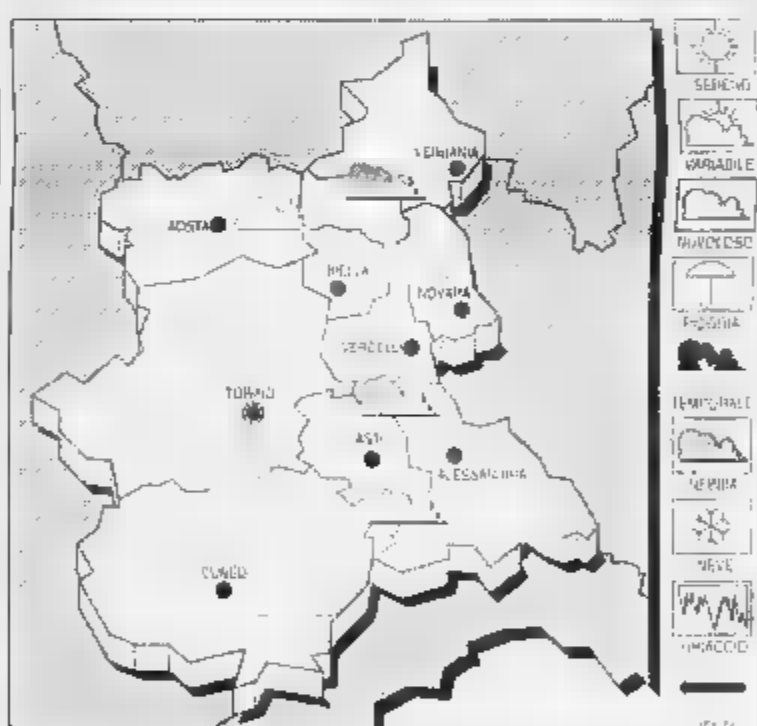 SERENO
VARIABILE
NUVOLOSO
PIOGGIA
TEMPORALE
NEBBIA
NEVE
GHIACCIO
VERBANIA
AOSTA
BIELLA
NOVARA
VERCELLI
TORINO
ASTI
ALESSANDRIA
CUNEO